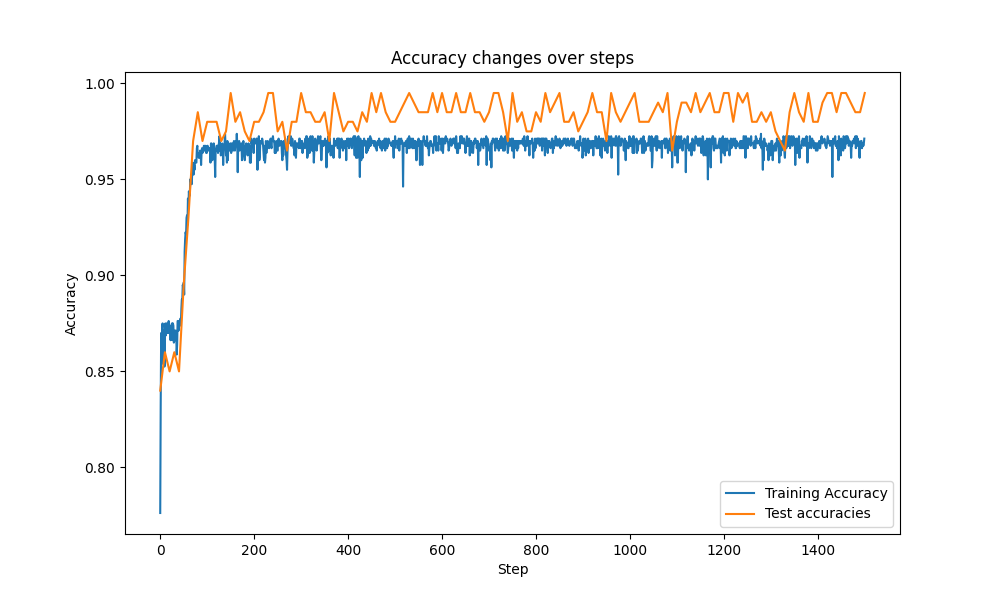 Accuracy changes over steps
1.00
0.95
0.90
0.85
0.80
Accuracy
0 200 400 600 800 1000 1200 1400
Step
Training Accuracy
Test accuracies